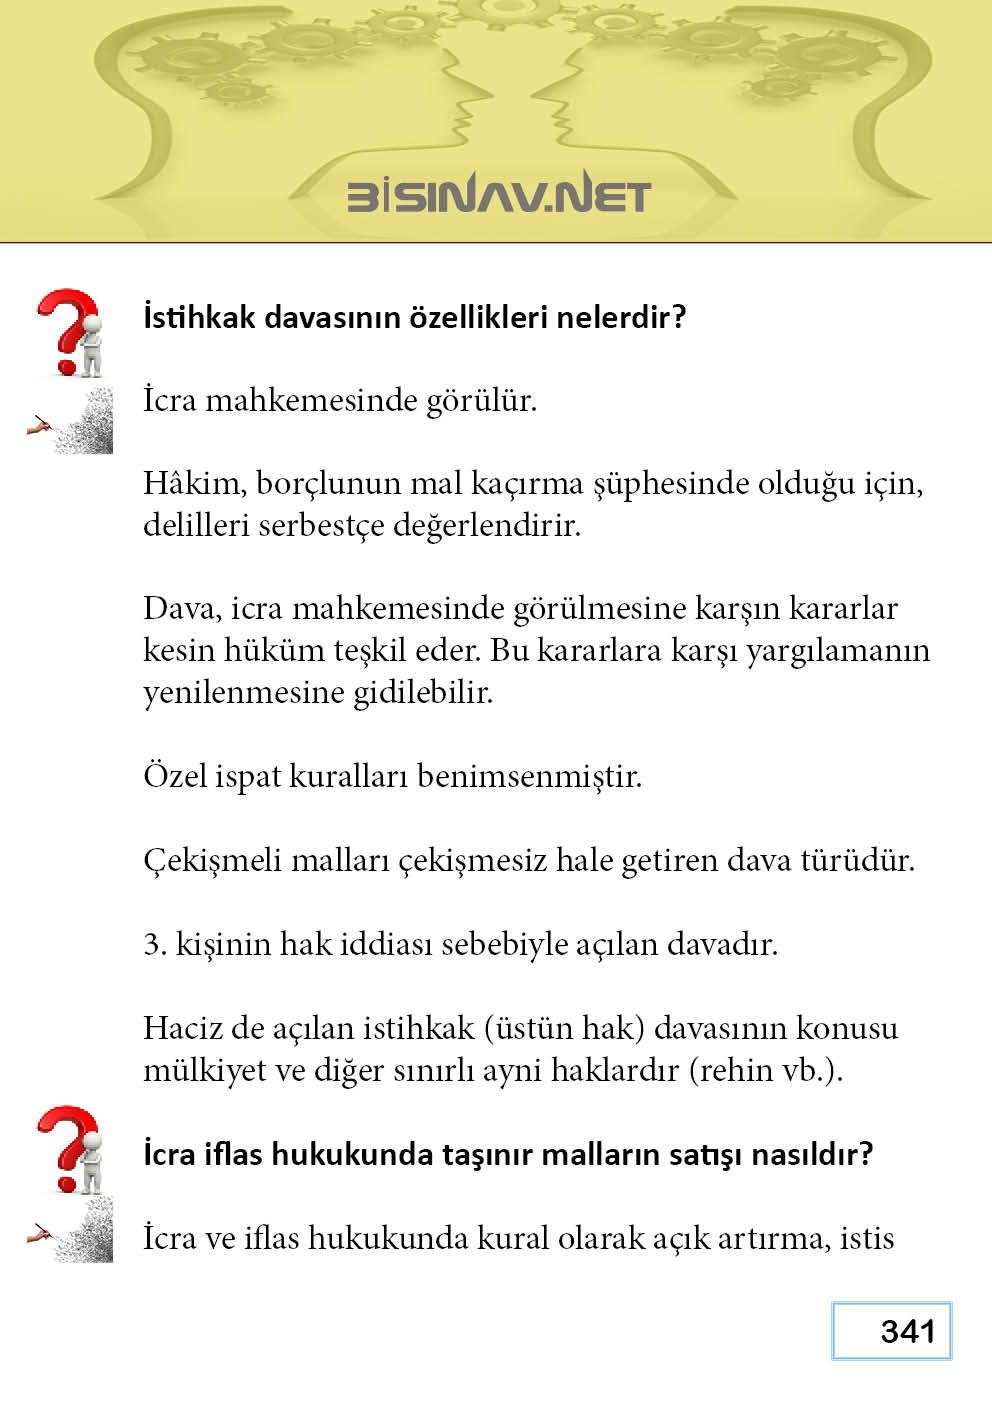 BİSINAV.NET
İstihkak davasının özellikleri nelerdir?
İcra mahkemesinde görülür.
Hâkim, borçlunun mal kaçırma şüphesinde olduğu için,
delilleri serbestçe değerlendirir.
Dava, icra mahkemesinde görülmesine karşın kararlar
kesin hüküm teşkil eder. Bu kararlara karşı yargılamanın
yenilenmesine gidilebilir.
Özel ispat kuralları benimsenmiştir.
Çekişmeli malları çekişmesiz hale getiren dava türüdür.
3. kişinin hak iddiası sebebiyle açılan davadır.
Haciz de açılan istihkak (üstün hak) davasının konusu
mülkiyet ve diğer sınırlı ayni haklardır (rehin vb.).
İcra iflas hukukunda taşınır malların satışı nasıldır?
İcra ve iflas hukukunda kural olarak açık artırma, istis
341